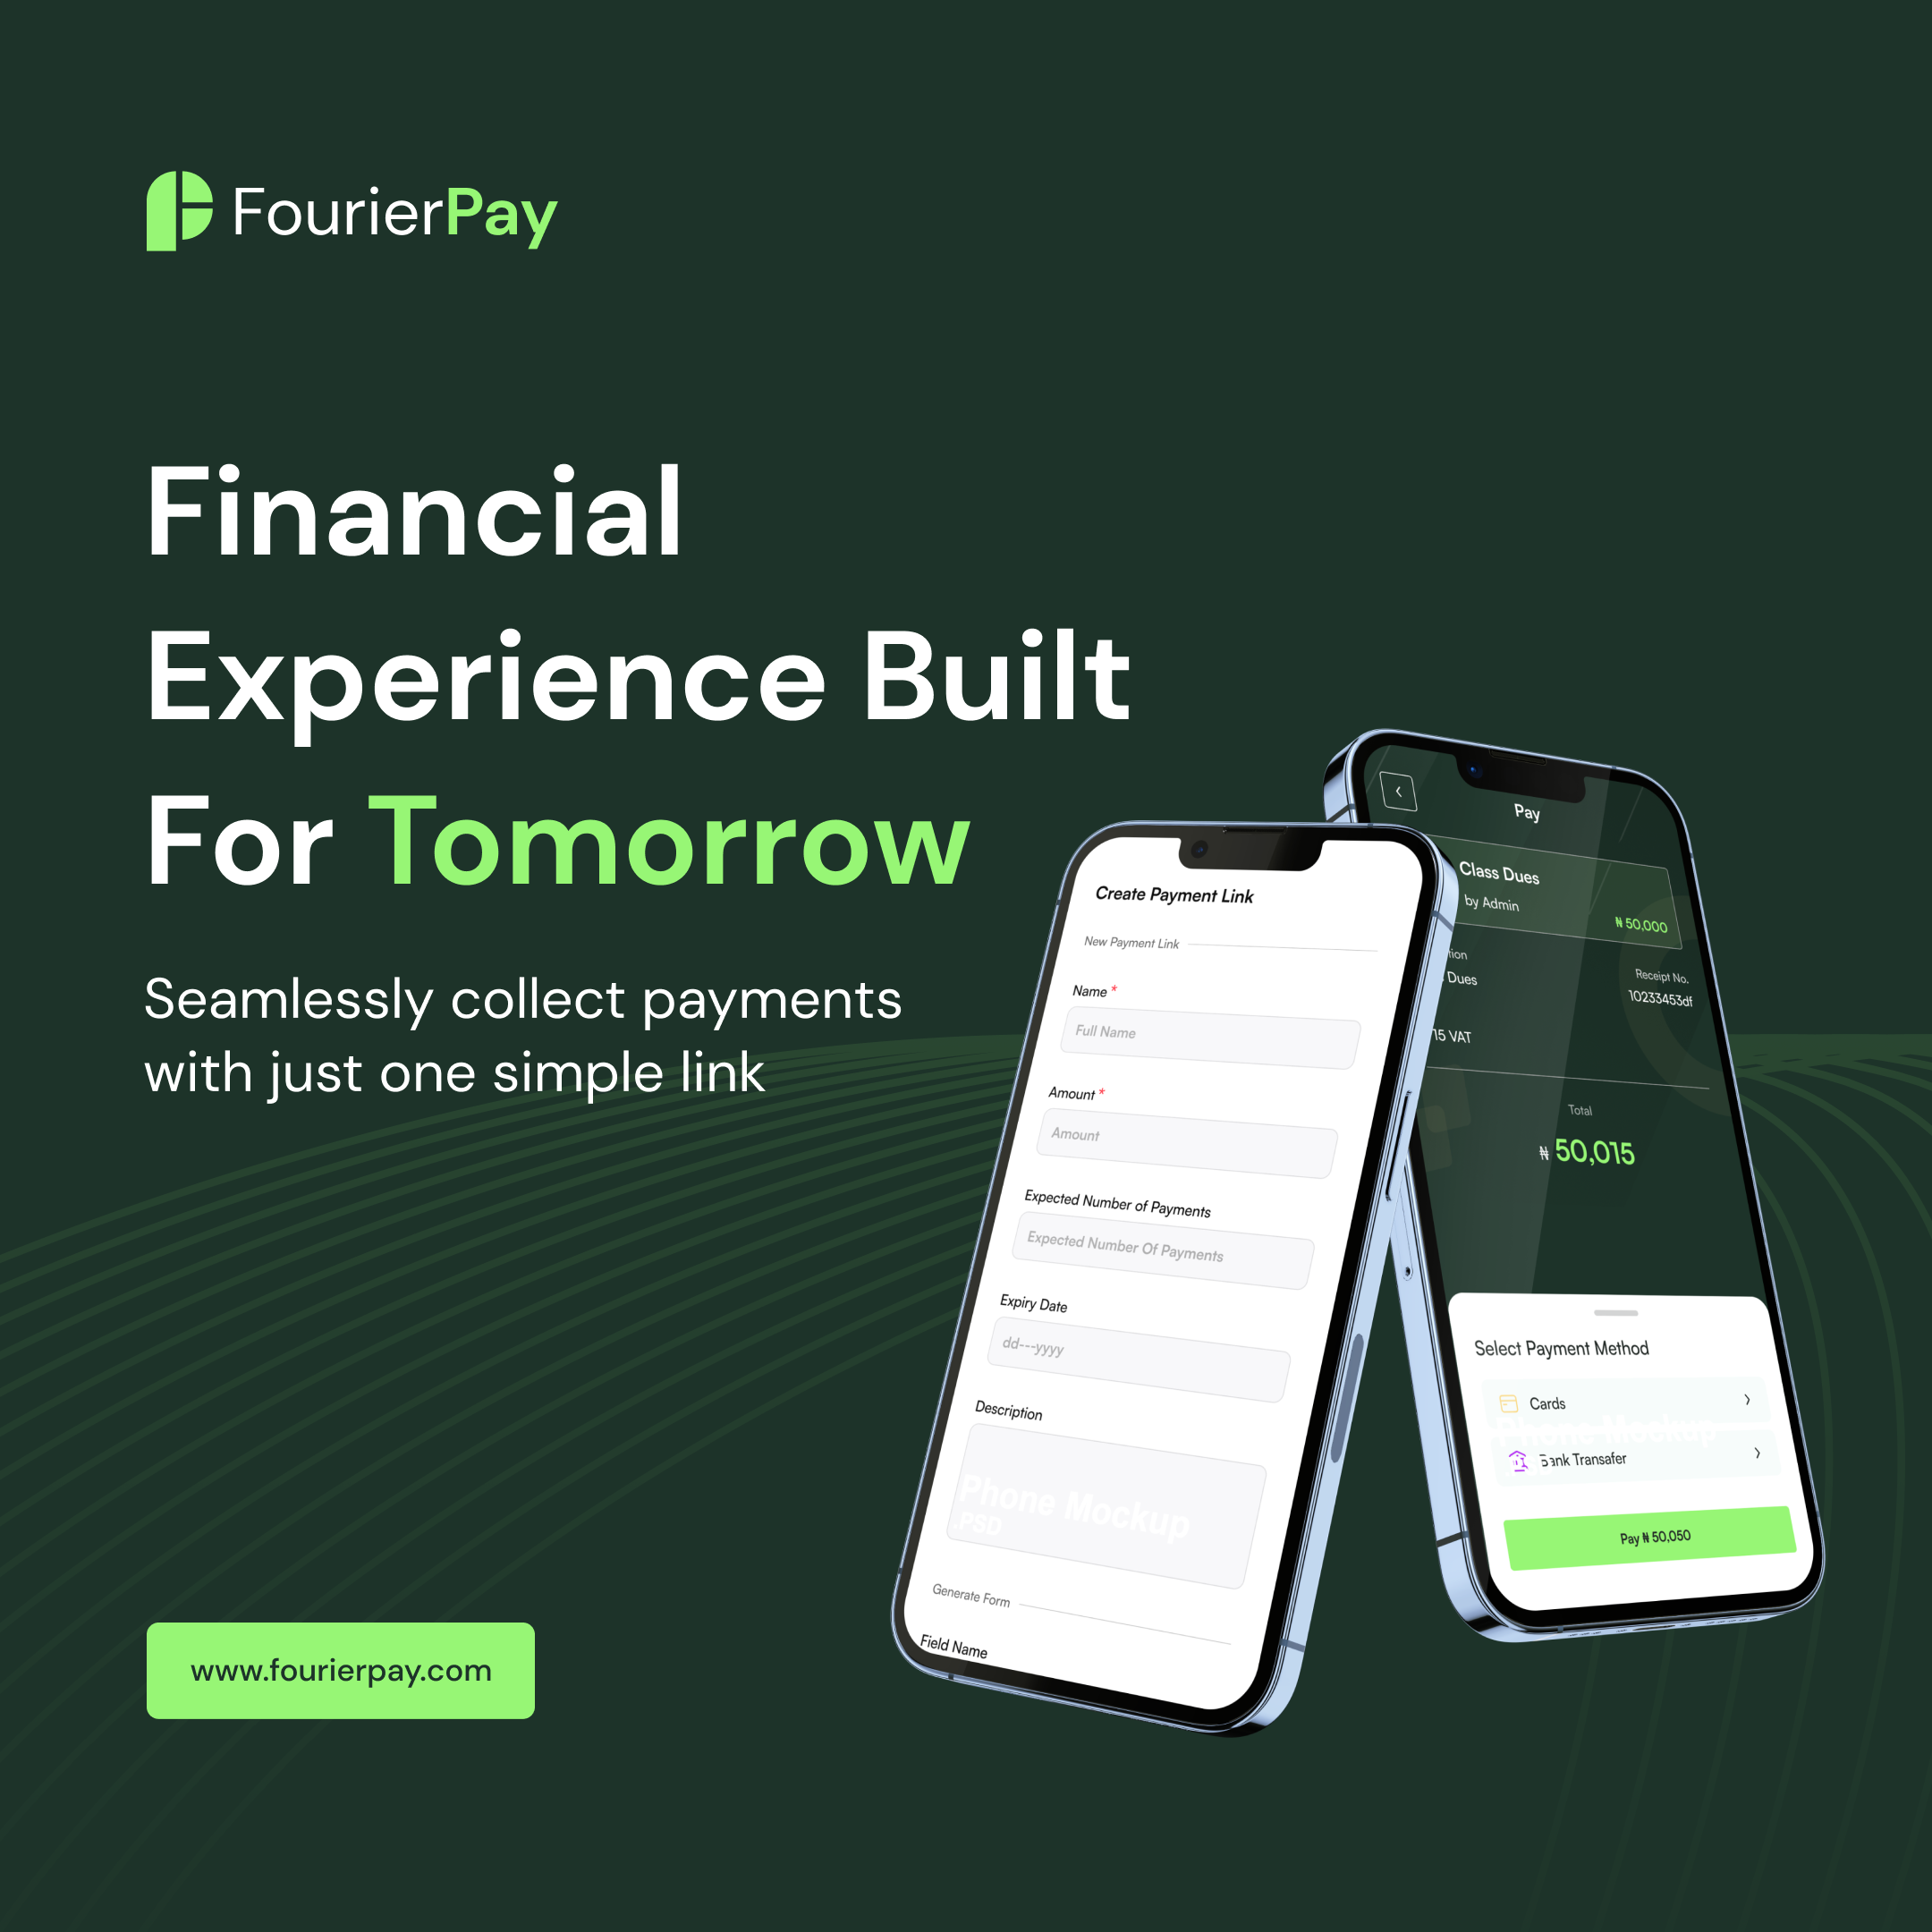 FourierPay
Financial
Experience Built
For Tomorrow
Seamlessly collect payments
with just one simple link
www.fourierpay.com
Create Payment Link
New Payment Link
Name *
Full Name
Amount *
Amount
Expected Number of Payments
Expected Number Of Payments
Expiry Date
dd---yyyy
Description
Phone Mockup
.PSD
Generate Form
Field Name
Pay
Class Dues
by Admin
₦ 50,000
Receipt No.
Dues
10233453df
15 VAT
Total
₦ 50,015
Select Payment Method
Cards
Phone Mockup
Bank Transafer
Pay ₦ 50,050